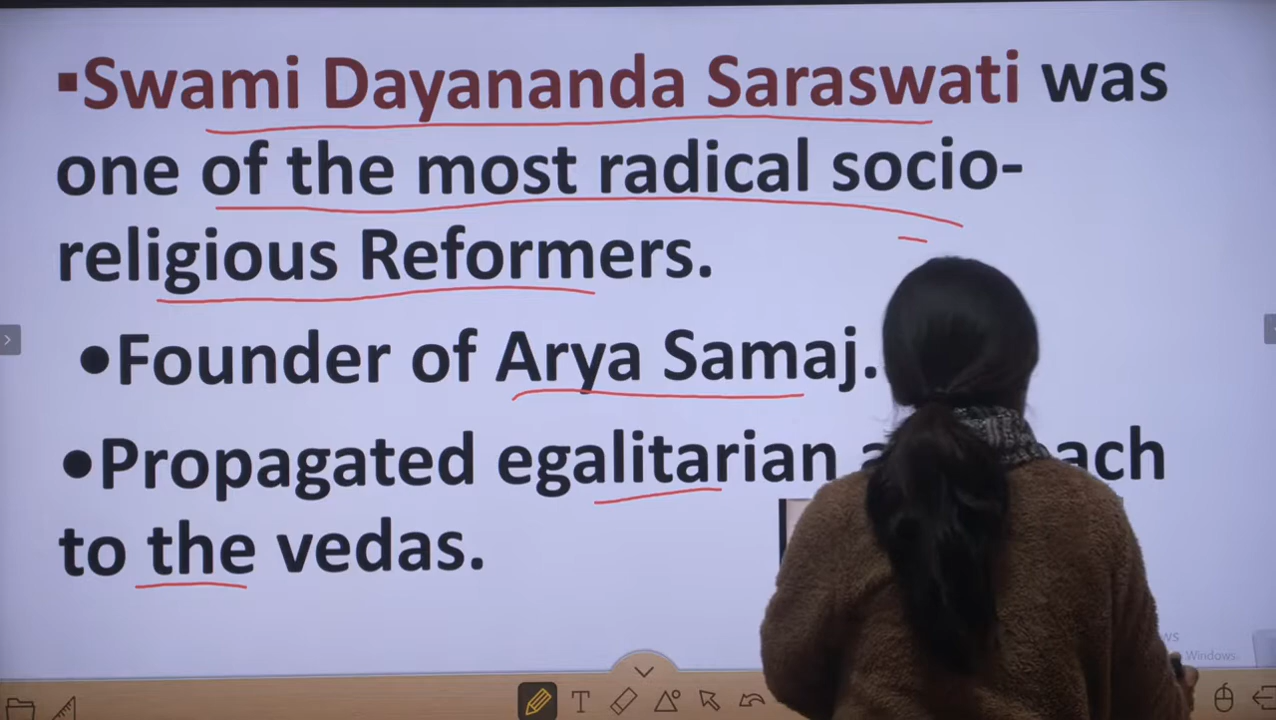 ▪Swami Dayananda Saraswati was
one of the most radical socio-
religious Reformers.
•Founder of Arya Samaj.
•Propagated egalitarian
to the vedas.
Windows.
T